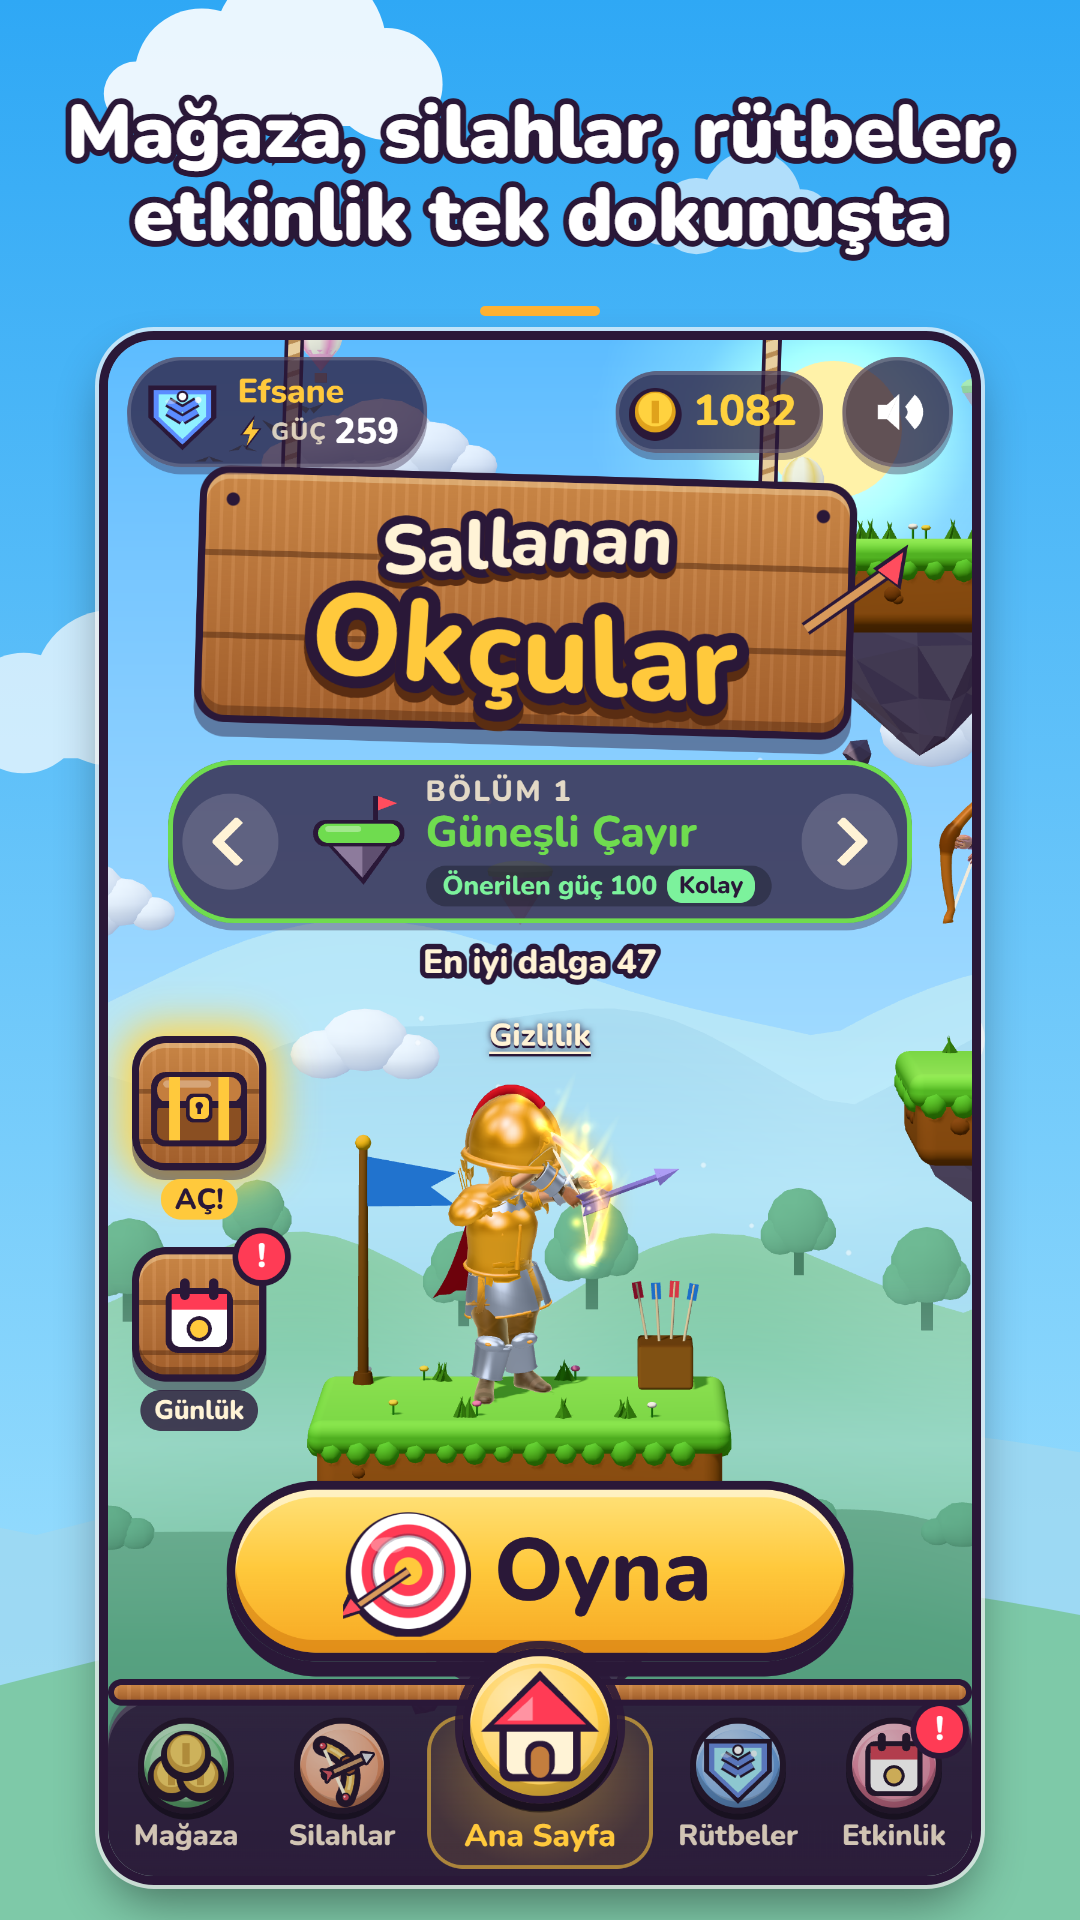 Mağaza, silahlar, rütbeler,
etkinlik tek dokunuşta
Efsane
GÜÇ 259
1082
Sallanan
Okçular
BÖLÜM 1
Güneşli Çayır
Önerilen güç 100 Kolay
En iyi dalga 47
Gizlilik
AÇ!
!
Günlük
Oyna
!
Mağaza
Silahlar
Ana Sayfa
Rütbeler
Etkinlik